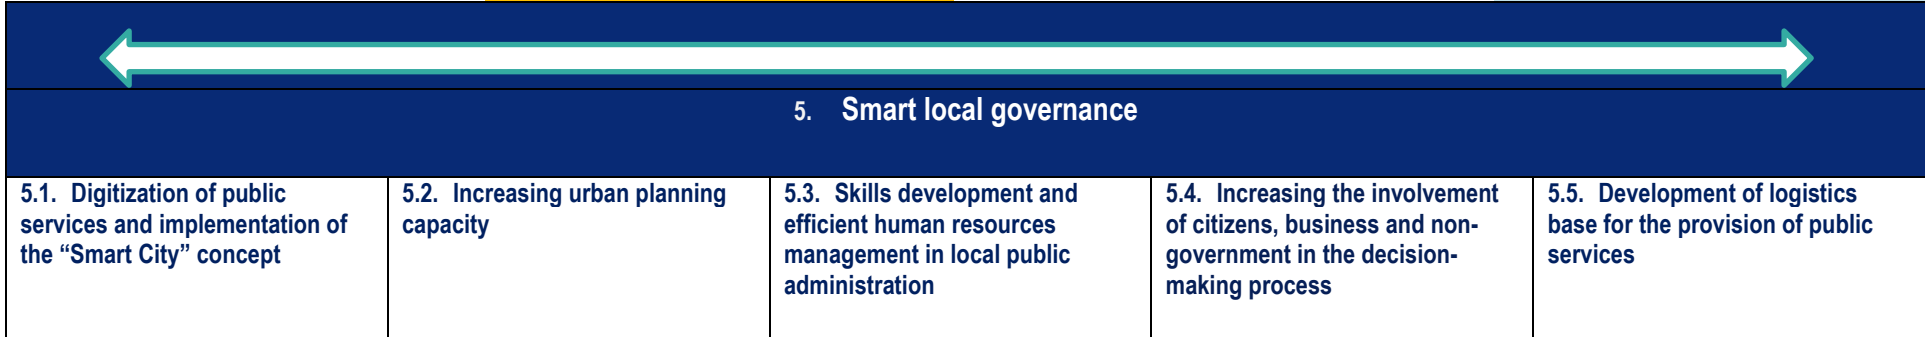 5. Smart local governance
5.1. Digitization of public
services and implementation of
the “Smart City” concept
5.2. Increasing urban planning
capacity
5.3. Skills development and
efficient human resources
management in local public
administration
5.4. Increasing the involvement
of citizens, business and non-
government in the decision-
making process
5.5. Development of logistics
base for the provision of public
services